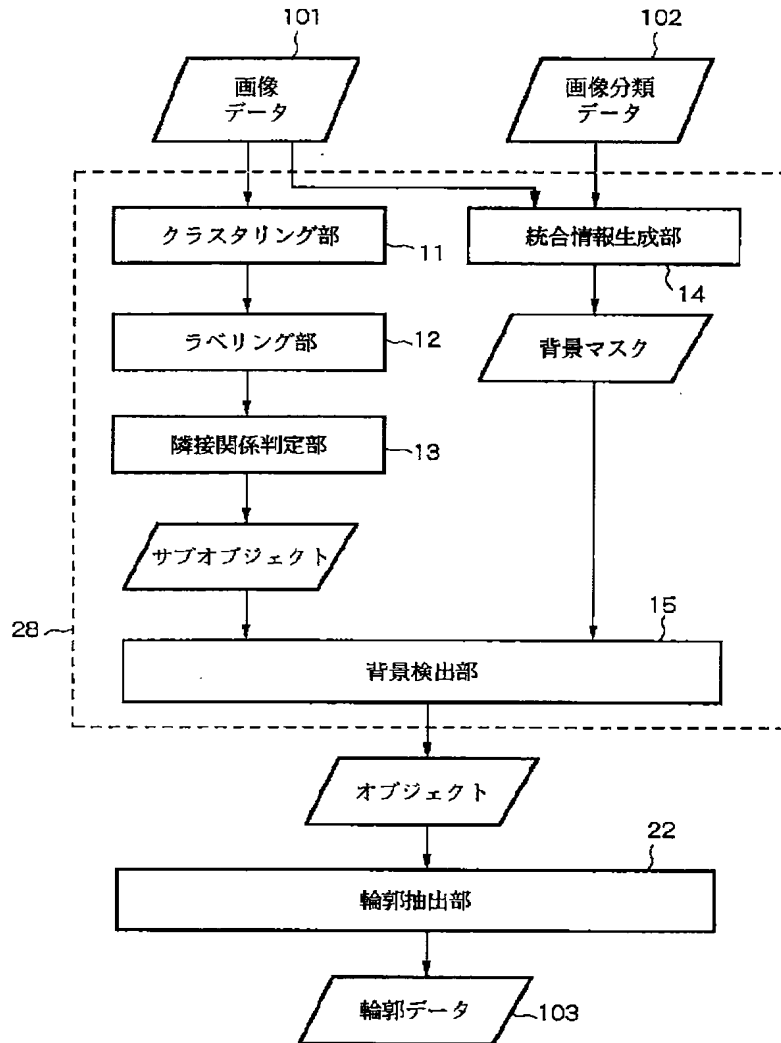 101
102
画像
データ
画像分類
データ
クラスタリング部
11
統合情報生成部
14
ラベリング部
12
背景マスク
隣接関係判定部
13
サブオブジェクト
28
15
背景検出部
オブジェクト
22
輪郭抽出部
輪郭データ
103